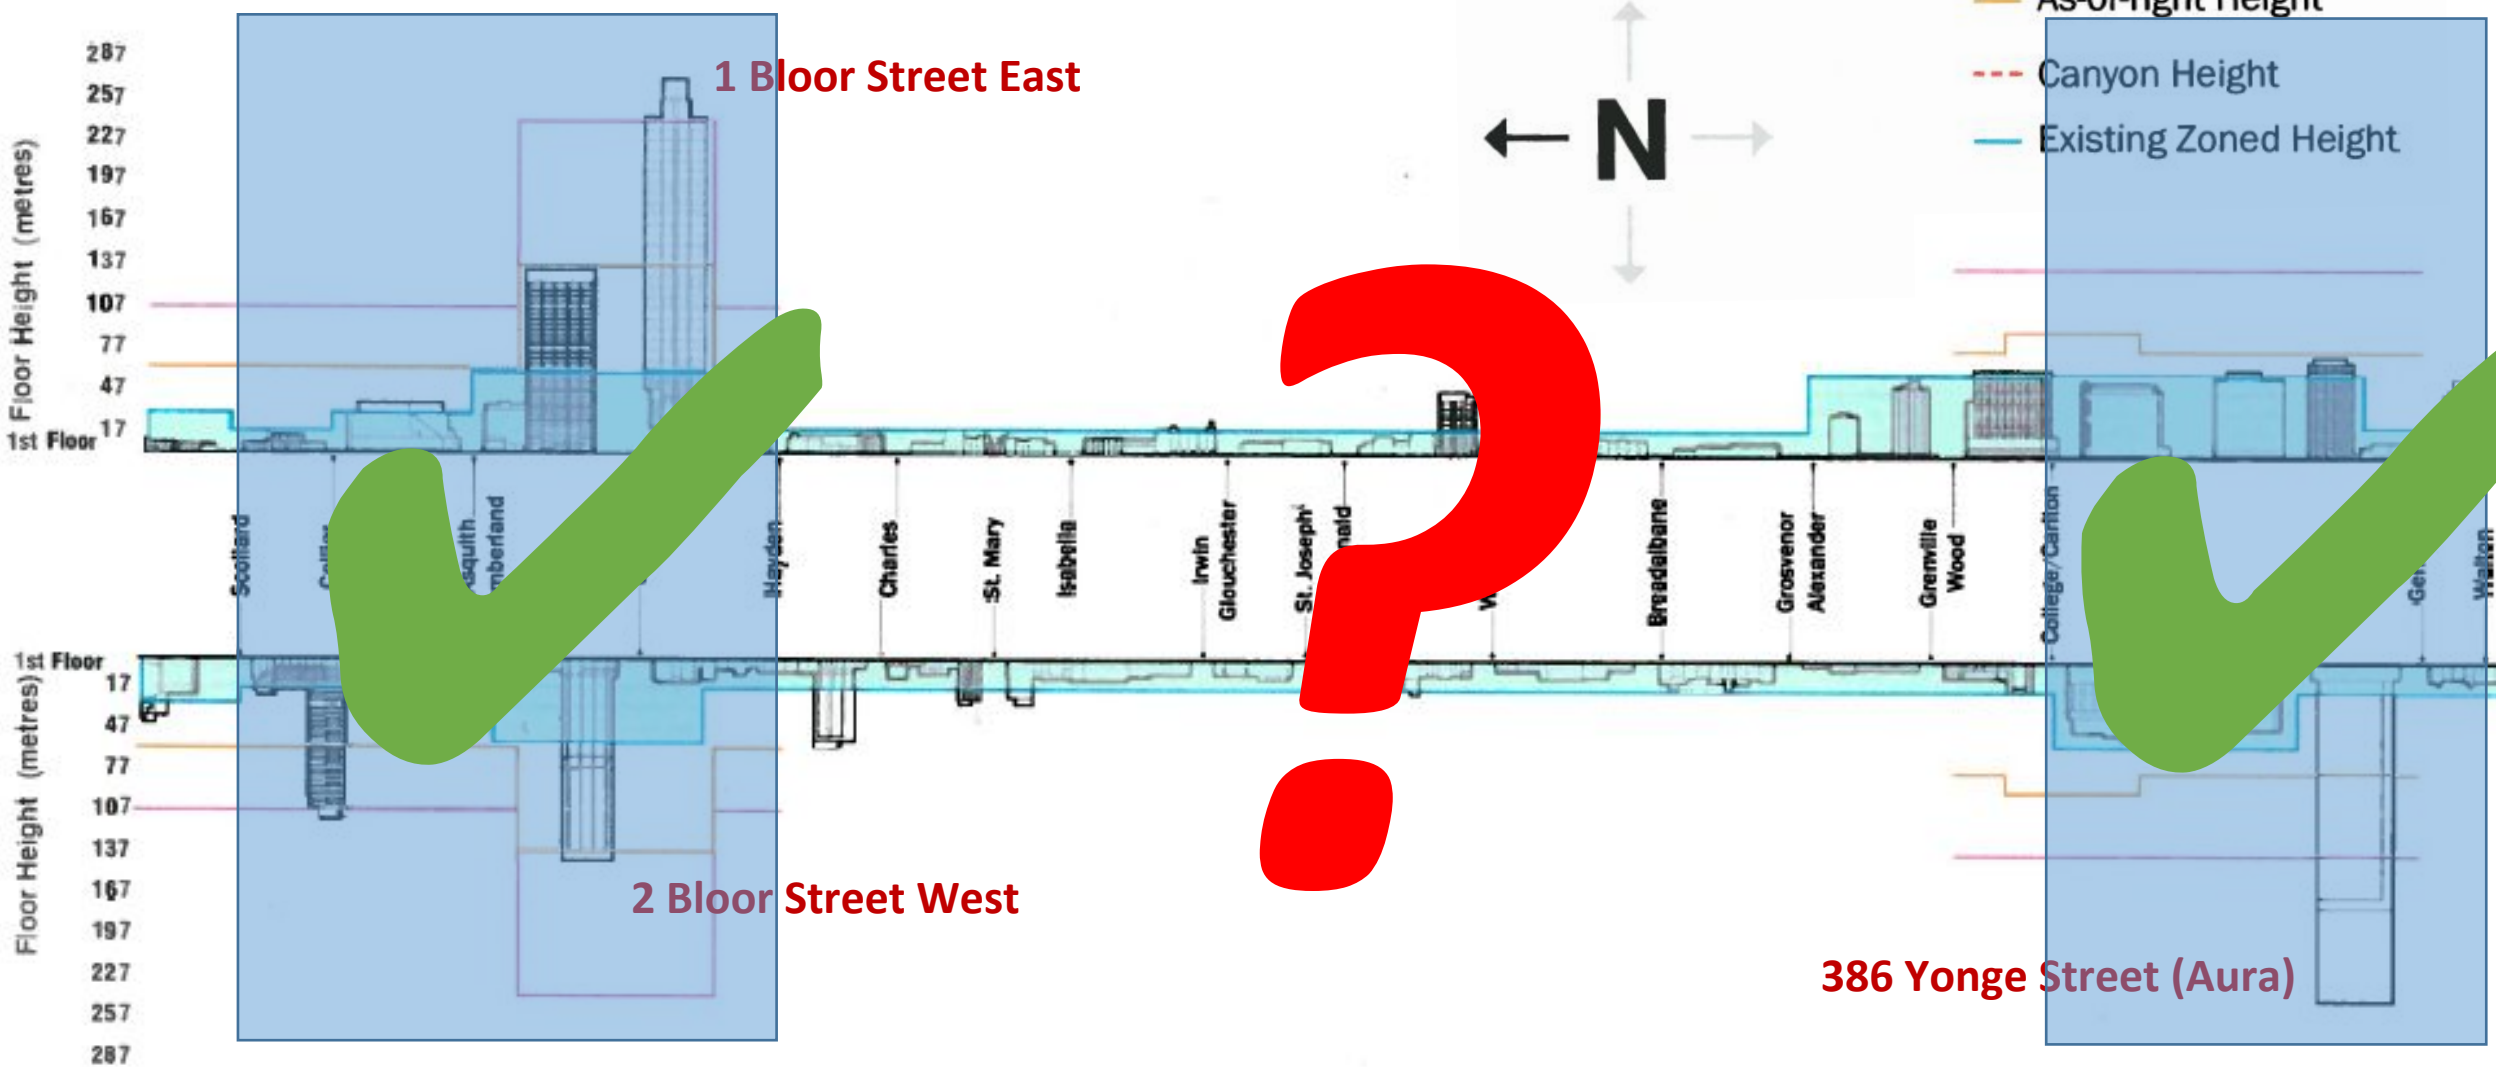 As-of-right Height
Canyon Height
Existing Zoned Height
N
1 Bloor Street East
Floor Height (metres)
287
257
227
197
167
137
107
77
47
17
1st Floor
Scollard
Hayden
Charles
St. Mary
Isabella
Irwin
Glouchester
St. Joseph
Breadalbane
Grosvenor
Alexander
Grenville
Wood
College/Carlton
Walton
?
1st Floor
17
47
77
107
137
167
197
227
257
287
Floor Height (metres)
2 Bloor Street West
386 Yonge Street (Aura)